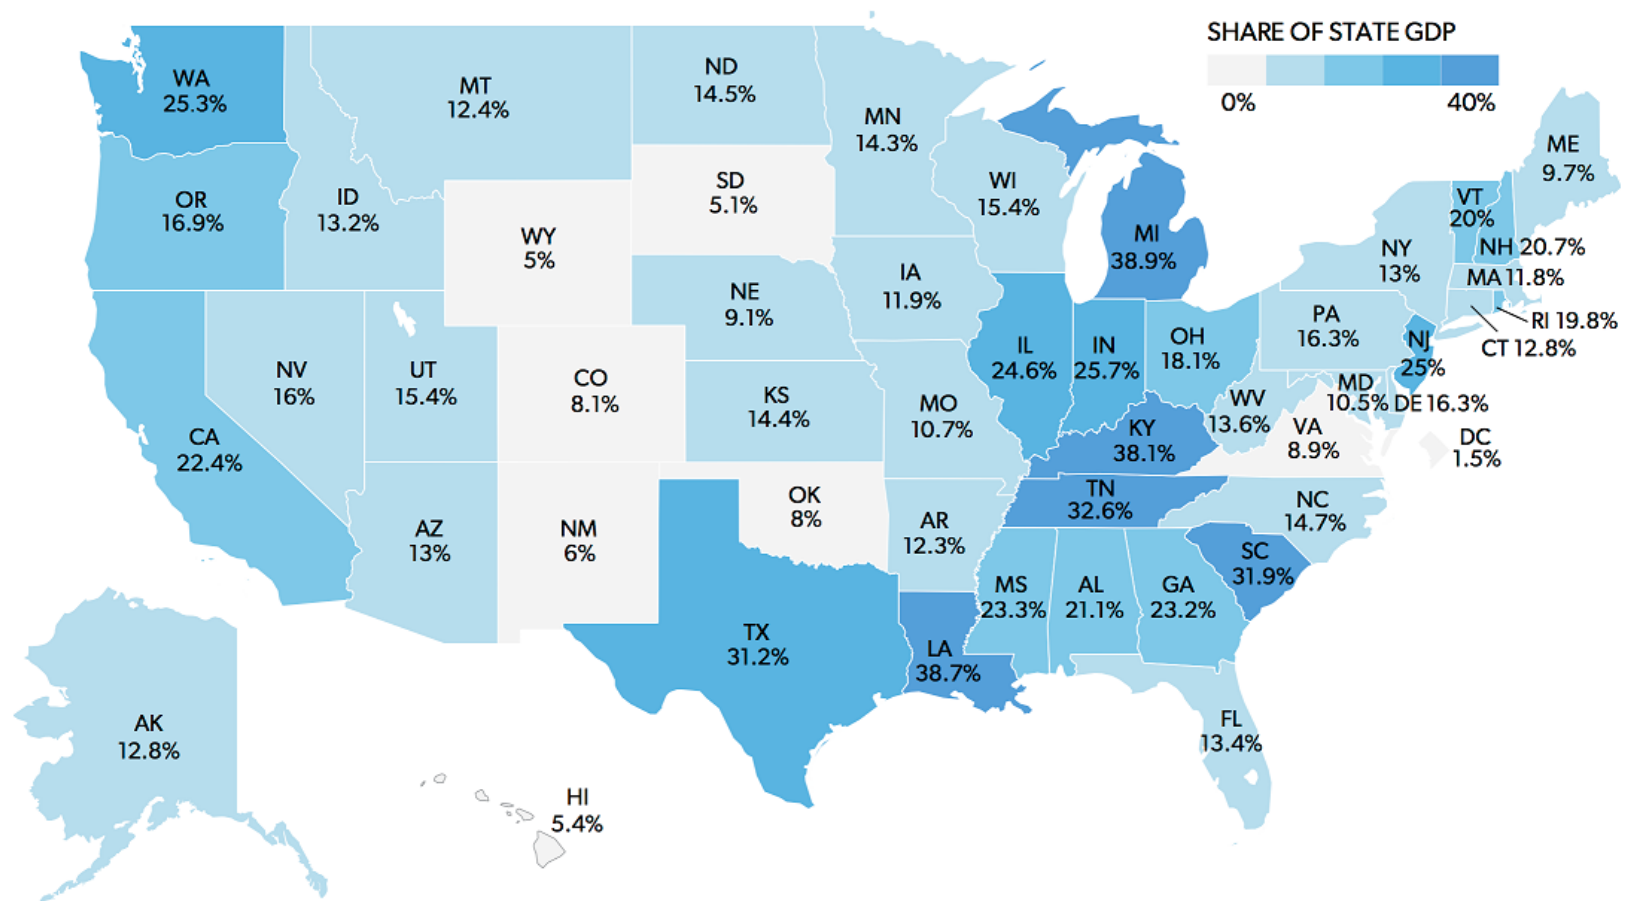 SHARE OF STATE GDP
0%
40%
WA
25.3%
MT
12.4%
ND
14.5%
MN
14.3%
ME
9.7%
OR
16.9%
ID
13.2%
SD
5.1%
WI
15.4%
VT
20%
WY
5%
MI
38.9%
NY
13%
NH 20.7%
MA 11.8%
NE
9.1%
IA
11.9%
RI 19.8%
CT 12.8%
PA
16.3%
NJ
25%
NV
16%
UT
15.4%
CO
8.1%
KS
14.4%
MO
10.7%
IL
24.6%
IN
25.7%
OH
18.1%
WV
13.6%
MD
10.5%
DE 16.3%
CA
22.4%
KY
38.1%
VA
8.9%
DC
1.5%
AZ
13%
NM
6%
OK
8%
AR
12.3%
TN
32.6%
NC
14.7%
SC
31.9%
MS
23.3%
AL
21.1%
GA
23.2%
TX
31.2%
LA
38.7%
FL
13.4%
AK
12.8%
HI
5.4%